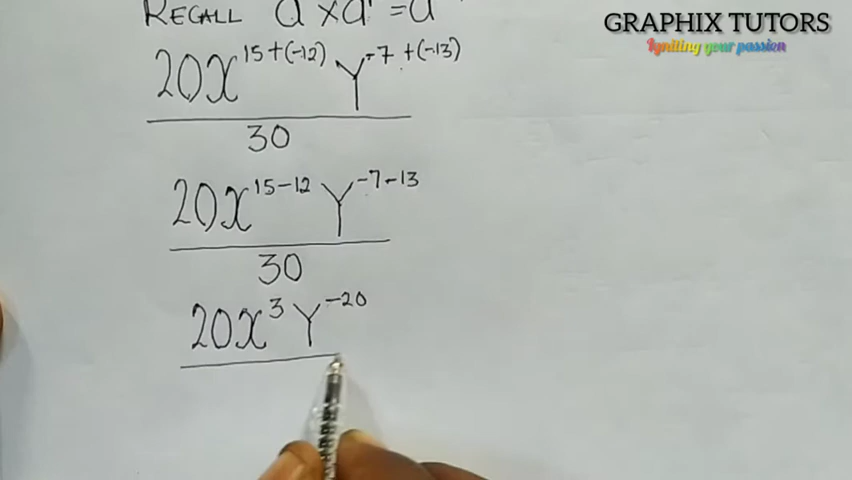 RECALL a × a = a
GRAPHIX TUTORS
Igniting your passion
20x^15+(-12) Y^-7+(-13)
30
20x^15-12 Y^-7-13
30
20x^3 Y^-20